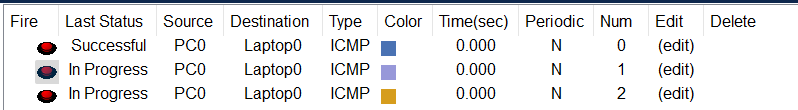 Fire Last Status Source Destination Type Color Time(sec) Periodic Num Edit Delete
Successful PC0 Laptop0 ICMP 0.000 N 0 (edit)
In Progress PC0 Laptop0 ICMP 0.000 N 1 (edit)
In Progress PC0 Laptop0 ICMP 0.000 N 2 (edit)